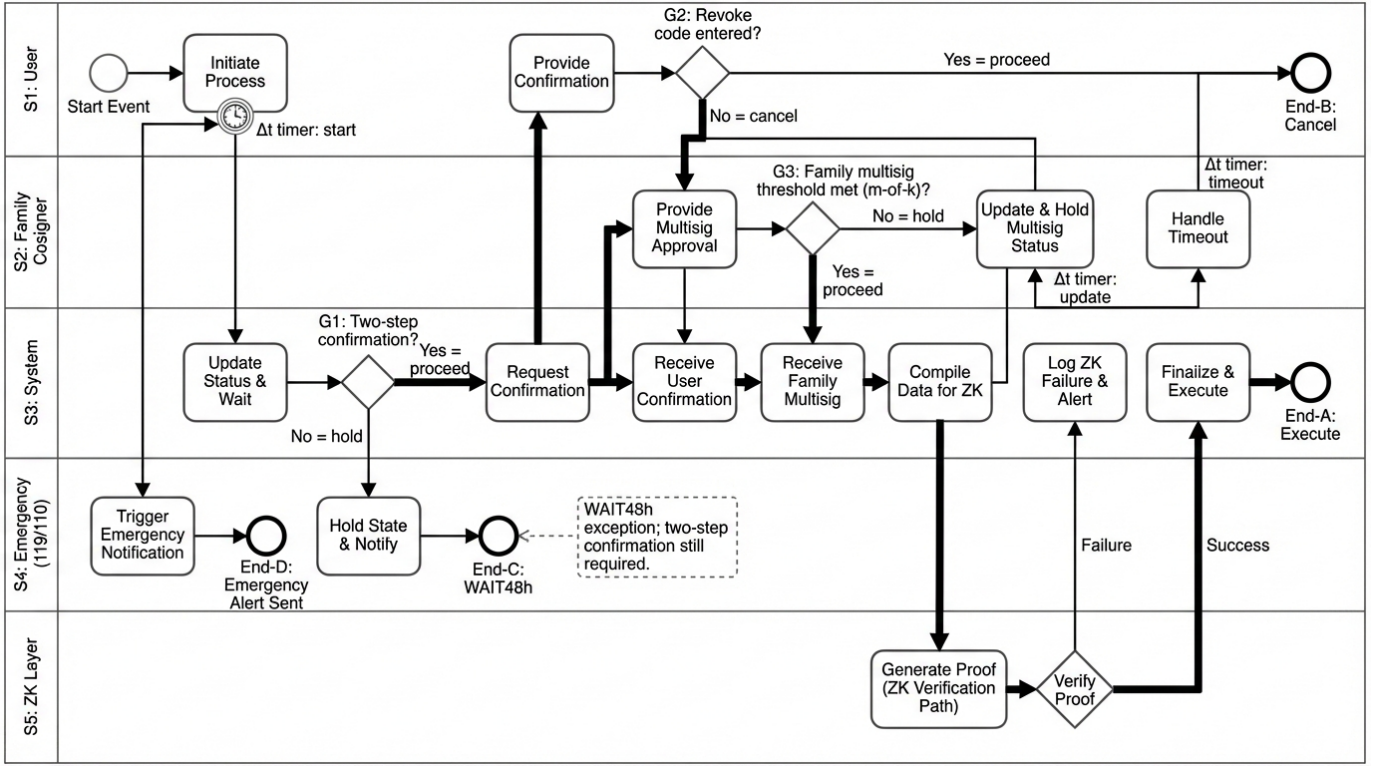 S1: User
Start Event
Initiate
Process
Δt timer: start
Provide
Confirmation
G2: Revoke
code entered?
Yes = proceed
No = cancel
End-B:
Cancel
S2: Family
Cosigner
Provide
Multisig
Approval
G3: Family multisig
threshold met (m-of-k)?
No = hold
Yes =
proceed
Update & Hold
Multisig
Status
Δt timer:
timeout
Handle
Timeout
Δt timer:
update
S3: System
Update
Status &
Wait
G1: Two-step
confirmation?
Yes =
proceed
No = hold
Request
Confirmation
Receive
User
Confirmation
Receive
Family
Multisig
Compile
Data for ZK
Log ZK
Failure &
Alert
Finaiize &
Execute
End-A:
Execute
S4: Emergency
(119/110)
Trigger
Emergency
Notification
End-D:
Emergency
Alert Sent
Hold State
& Notify
End-C:
WAIT48h
WAIT48h
exception; two-step
confirmation still
required.
Failure
Success
S5: ZK Layer
Generate Proof
(ZK Verification
Path)
Verify
Proof